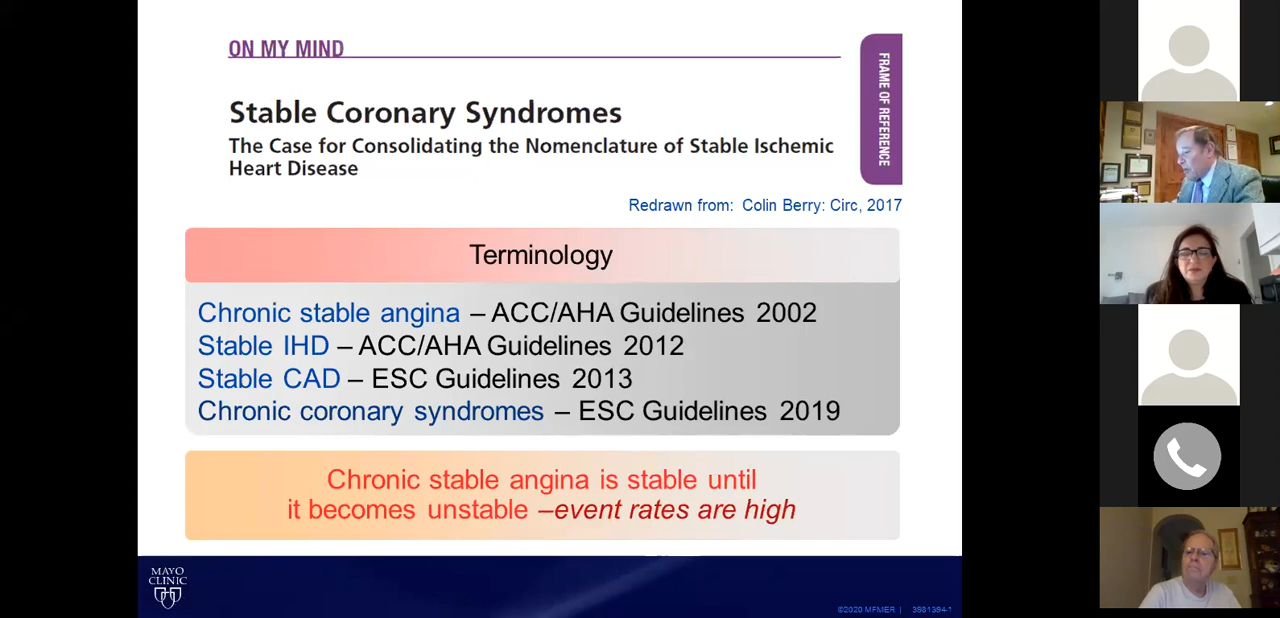 ON MY MIND
FRAME OF REFERENCE
Stable Coronary Syndromes
The Case for Consolidating the Nomenclature of Stable Ischemic
Heart Disease
Redrawn from: Colin Berry: Circ, 2017
Terminology
Chronic stable angina – ACC/AHA Guidelines 2002
Stable IHD – ACC/AHA Guidelines 2012
Stable CAD – ESC Guidelines 2013
Chronic coronary syndromes – ESC Guidelines 2019
Chronic stable angina is stable until
it becomes unstable –event rates are high
MAYO
CLINIC
©2020 MFMER | 3981394-1